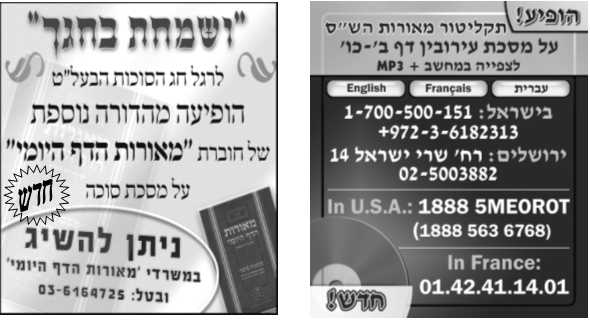 "ושמחת בחגך"
לרגל חג הסוכות הבעל"ט
הופיעה מהדורה נוספת
של חוברת "מאורות הדף היומי"
על מסכת סוכה
חדש
ניתן להשיג
במשרדי 'מאורות הדף היומי'
ובטל: 03-6164725
מאורות
הדף היומי
הופיע!
תקליטור מאורות הש"ס
על מסכת עירובין דף ב'-כו'
לצפייה במחשב + MP3
English Français עברית
בישראל: 1-700-500-151
+972-3-6182313
ירושלים: רח' שרי ישראל 14
02-5003882
In U.S.A.: 1888 5MEOROT
(1888 563 6768)
In France:
01.42.41.14.01
חדש!